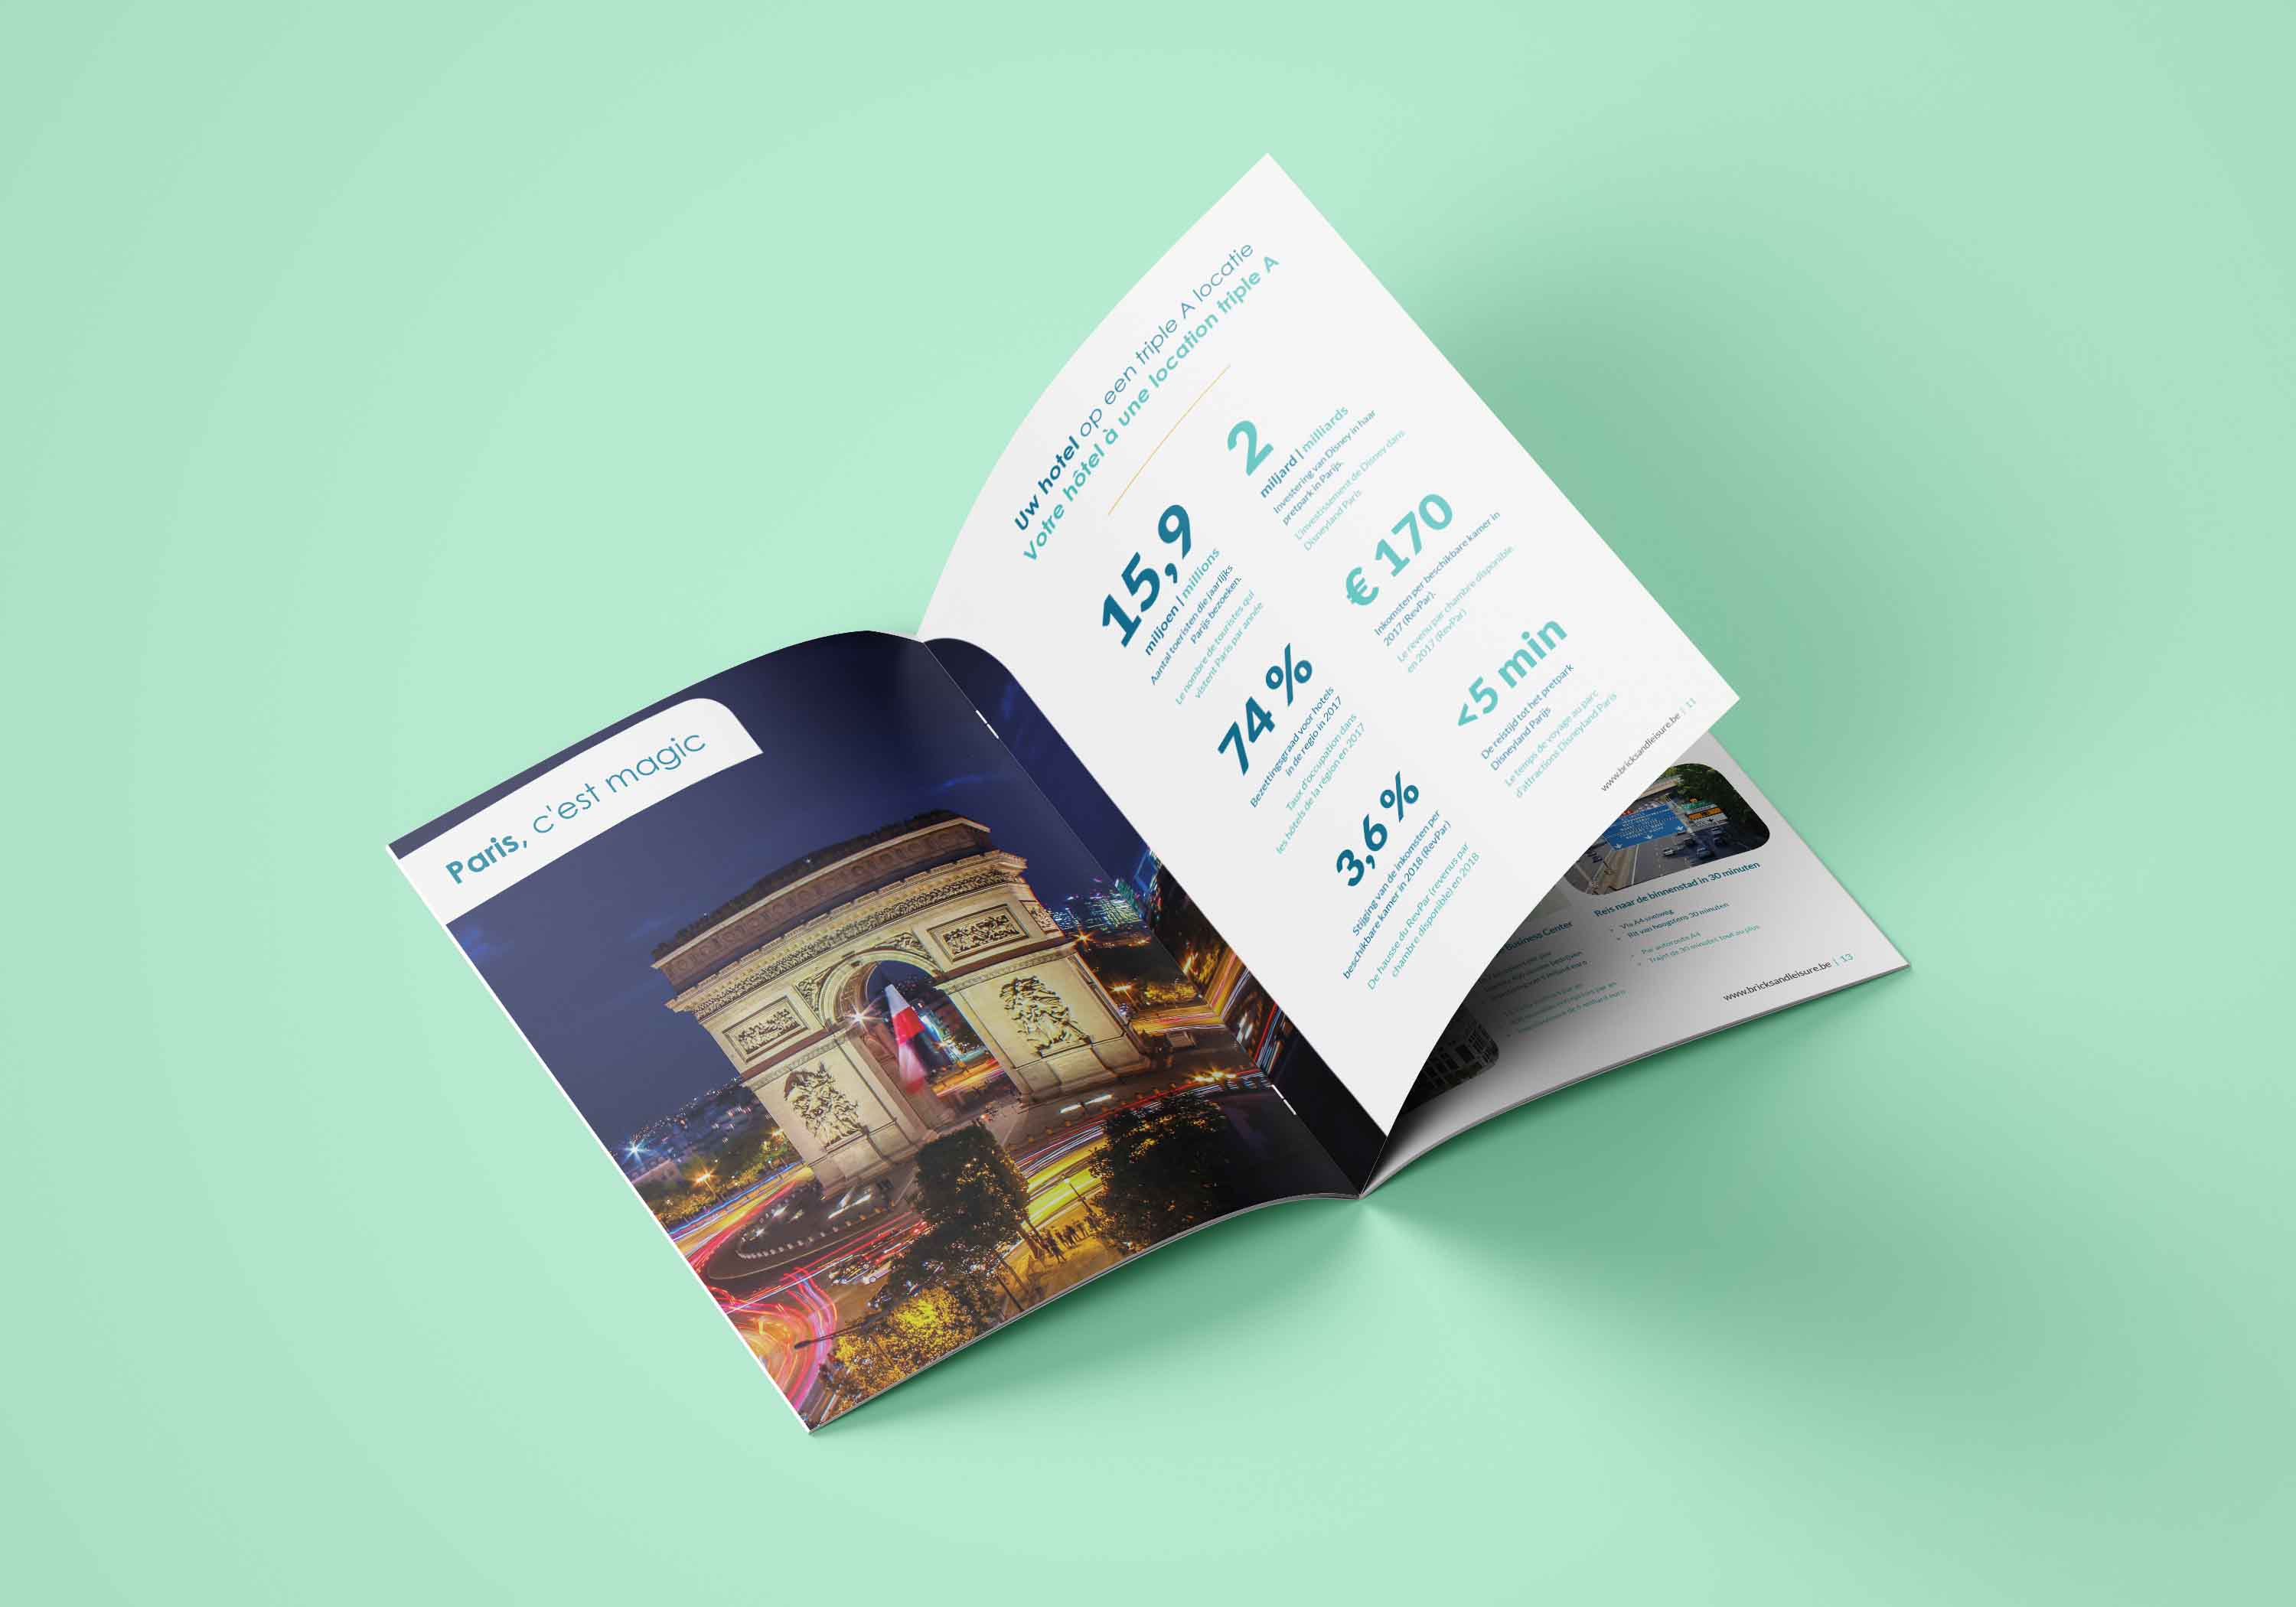 Paris, c'est magic
Uw hotel op een triple A locatie
Votre hôtel à une location triple A
15,9
miljoen | millions
Aantal toeristen die jaarlijks
Parijs bezoeken.
Le nombre de touristes qui
vistent Paris par année
74 %
Bezettingsgraad voor hotels
in de regio in 2017
Taux d'occupation dans
les hôtels de la région en 2017
3,6 %
Stijging van de inkomsten per
beschikbare kamer in 2018 (RevPar)
De hausse du RevPar (revenus par
chambre disponible) en 2018
2
miljard | milliards
Investering van Disney in haar
pretpark in Parijs.
L'investissement de Disney dans
Disneyland Paris
€ 170
Inkomsten per beschikbare kamer in
2017 (RevPar).
Le revenu par chambre disponible
en 2017 (RevPar)
<5 min
De reistijd tot het pretpark
Disneyland Parijs
Le temps de voyage au parc
d'attractions Disneyland Paris
www.bricksandleisure.be | 11
Business Center
Reis naar de binnenstad in 30 minuten
Via A4-snelweg
Rit van hoogstens 30 minuten
Par autoroute A4
Trajet de 30 minutes tout au plus
www.bricksandleisure.be | 13